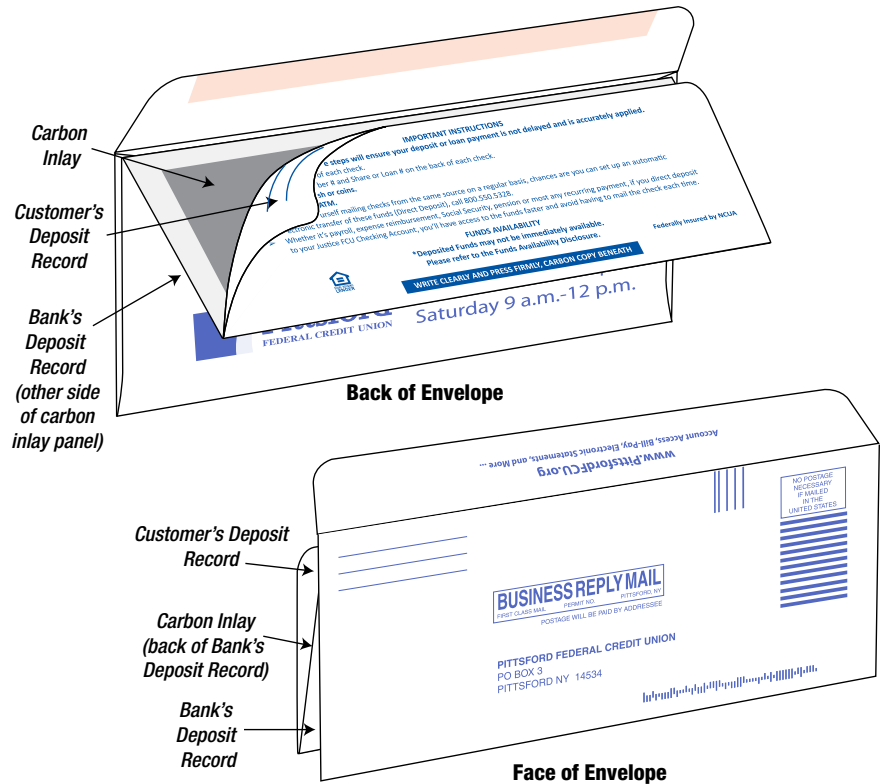 Carbon
Inlay
Customer's
Deposit
Record
Bank's
Deposit
Record
(other side
of carbon
inlay panel)
IMPORTANT INSTRUCTIONS
e steps will ensure your deposit or loan payment is not delayed and is accurately applied.
of each check.
ber # and Share or Loan # on the back of each check.
sh or coins.
ATM.
urself mailing checks from the same source on a regular basis, chances are you can set up an automatic
ectronic transfer of these funds (Direct Deposit), call 800.550.5328.
Whether it's payroll, expense reimbursement, Social Security, pension or most any recurring payment, if you direct deposit
to your Justice FCU Checking Account, you'll have access to the funds faster and avoid having to mail the check each time.
FUNDS AVAILABILITY
*Deposited Funds may not be immediately available.
Please refer to the Funds Availability Disclosure.
Federally Insured by NCUA
LENDER
WRITE CLEARLY AND PRESS FIRMLY, CARBON COPY BENEATH
Pittsford
FEDERAL CREDIT UNION
Saturday 9 a.m.-12 p.m.
Back of Envelope
Account Access, Bill-Pay, Electronic Statements, and More ...
www.PittsfordFCU.org
NO POSTAGE
NECESSARY
IF MAILED
IN THE
UNITED STATES
Customer's Deposit
Record
Carbon Inlay
(back of Bank's
Deposit Record)
Bank's
Deposit
Record
BUSINESS REPLY MAIL
FIRST CLASS MAIL PERMIT NO. PITTSFORD, NY
POSTAGE WILL BE PAID BY ADDRESSEE
PITTSFORD FEDERAL CREDIT UNION
PO BOX 3
PITTSFORD NY 14534
Face of Envelope